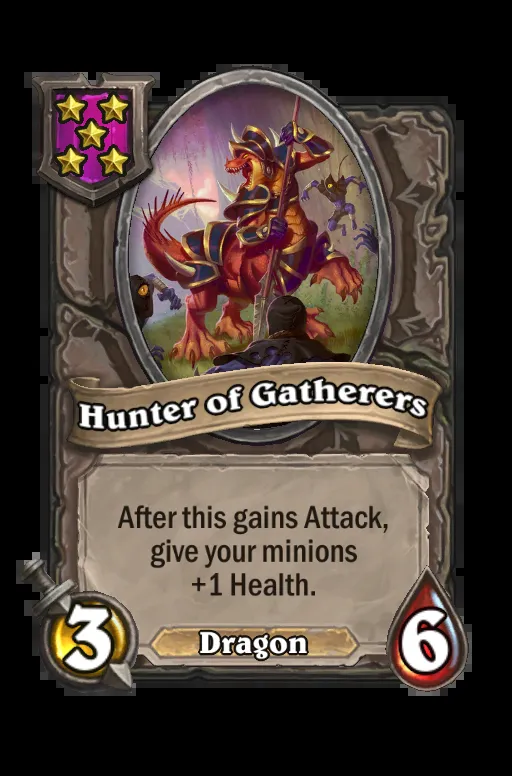 Hunter of Gatherers
After this gains Attack,
give your minions
+1 Health.
3
Dragon
6